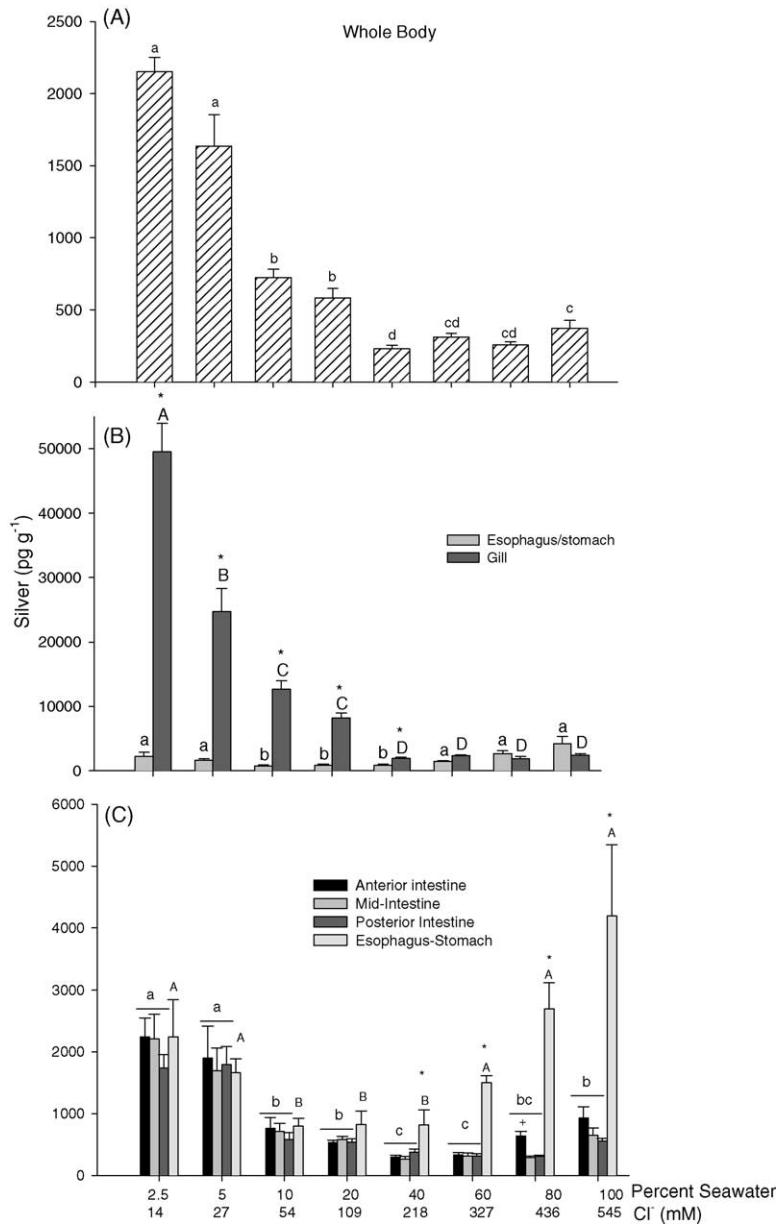 (A)
Whole Body
2500
2000
1500
1000
500
0
a
a
b
b
d
cd
cd
c
(B)
50000
40000
30000
20000
10000
0
Silver (pg g⁻¹)
Esophagus/stomach
Gill
* * * * *
A B C C D D D D
a a b b b a a a
(C)
6000
5000
4000
3000
2000
1000
0
Anterior intestine
Mid-Intestine
Posterior Intestine
Esophagus-Stomach
* * * *
a A a A b B b B c B c A bc A b A
+
2.5 5 10 20 40 60 80 100 Percent Seawater
14 27 54 109 218 327 436 545 Cl⁻ (mM)